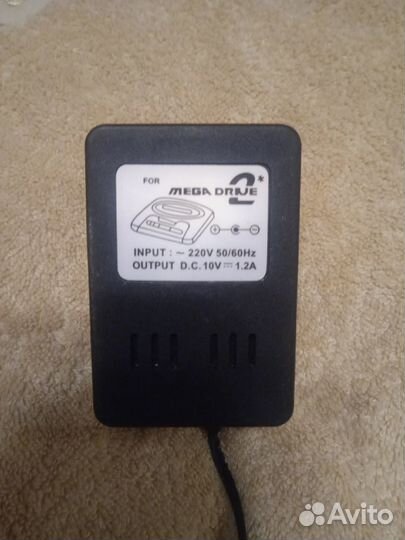 FOR
MEGA DRIVE 2*
+ −
INPUT : ~ 220V 50/60Hz
OUTPUT D.C. 10V ⎓ 1.2A
Avito